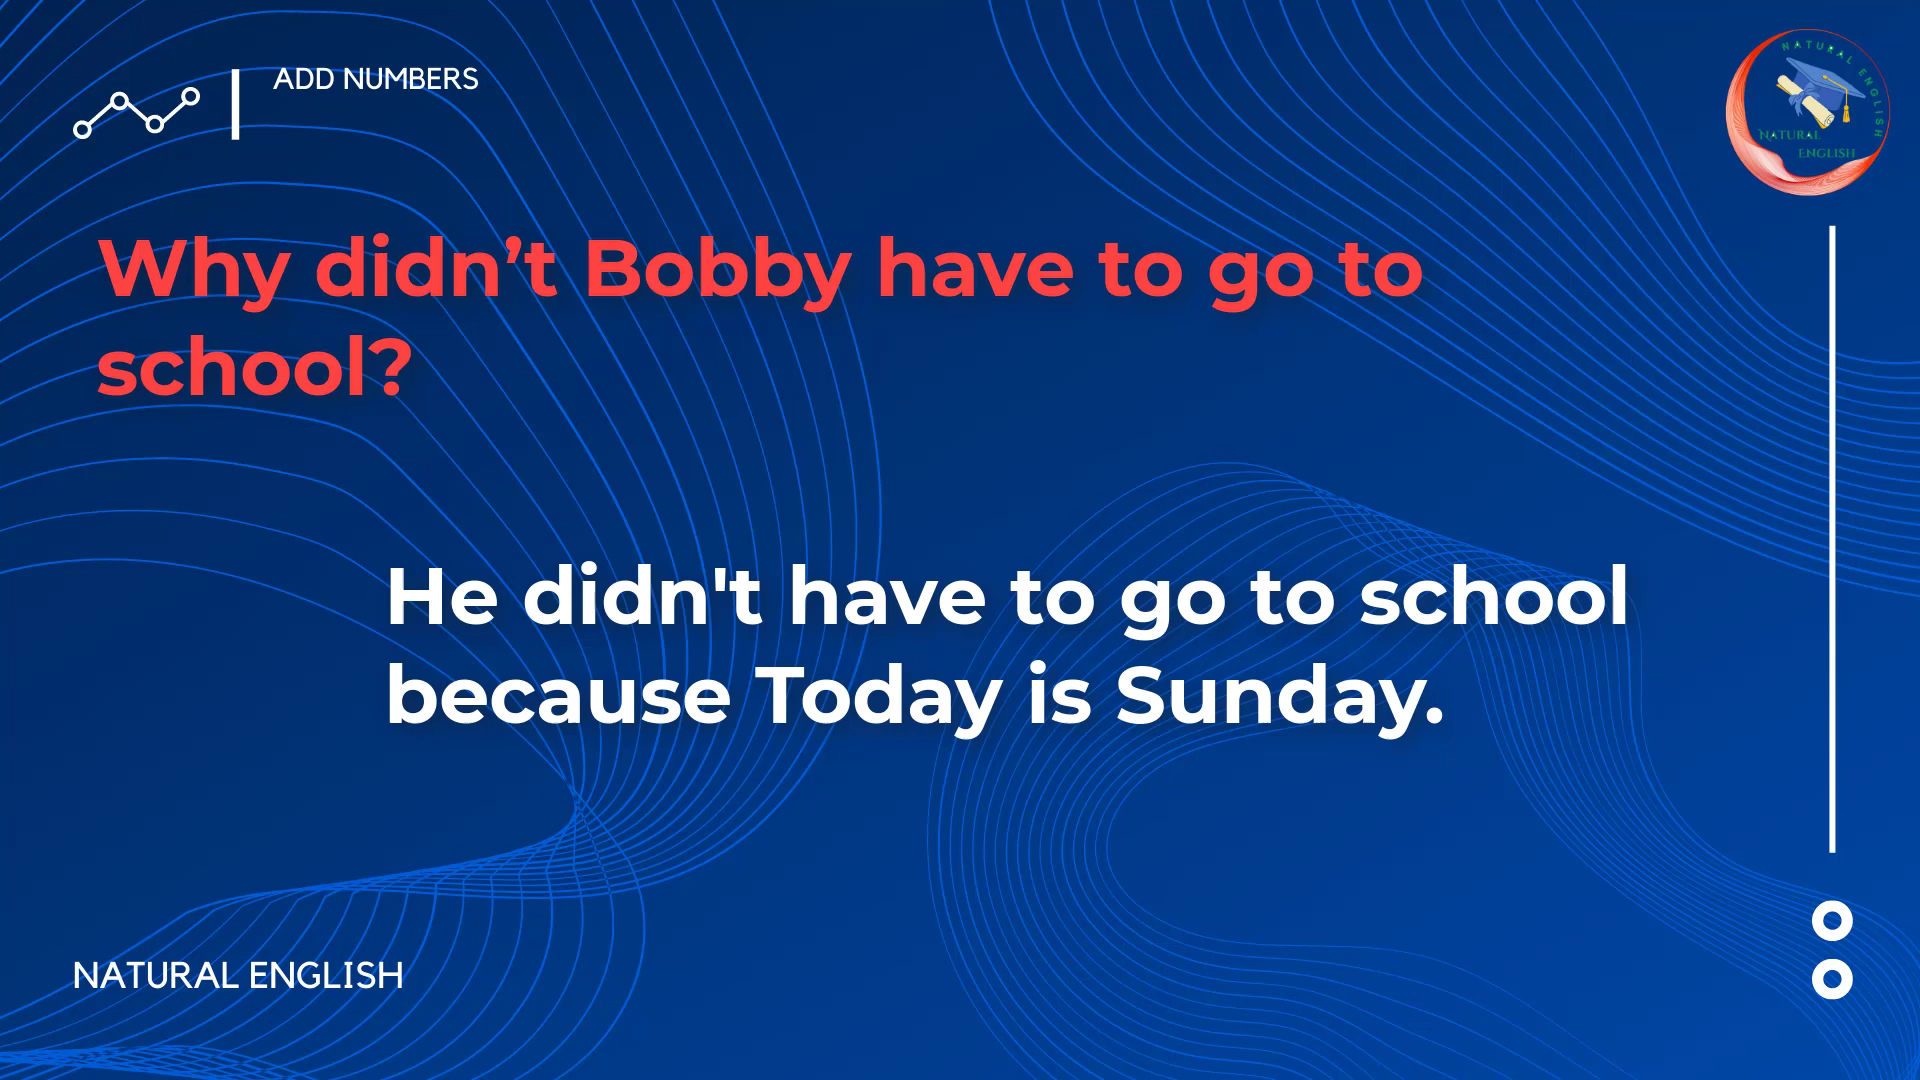 ADD NUMBERS
NATURAL ENGLISH
NATURAL
ENGLISH
Why didn’t Bobby have to go to
school?
He didn't have to go to school
because Today is Sunday.
NATURAL ENGLISH